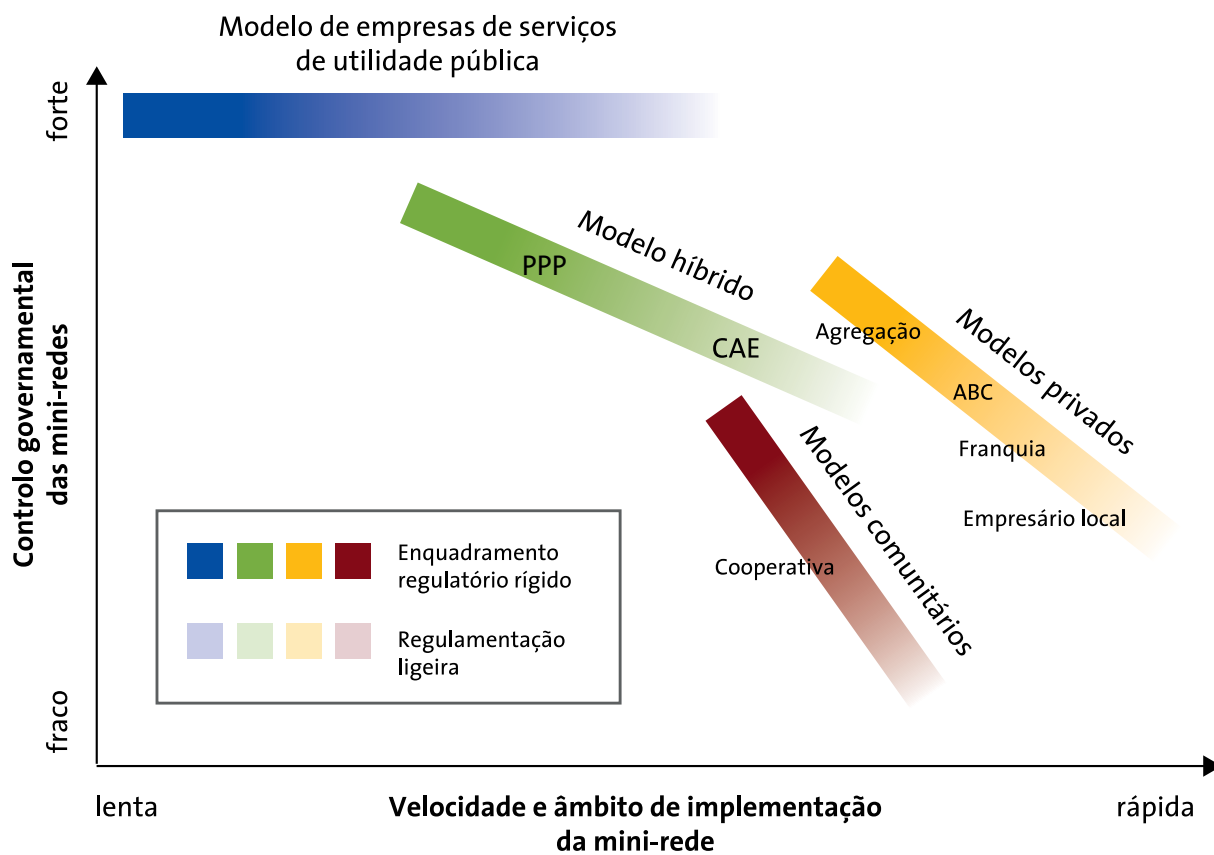 Modelo de empresas de serviços
de utilidade pública
forte
Modelo híbrido
PPP
CAE
Modelos privados
Agregação
ABC
Franquia
Empresário local
Modelos comunitários
Cooperativa
Controlo governamental
das mini-redes
Enquadramento
regulatório rígido
Regulamentação
ligeira
fraco
lenta
Velocidade e âmbito de implementação
da mini-rede
rápida